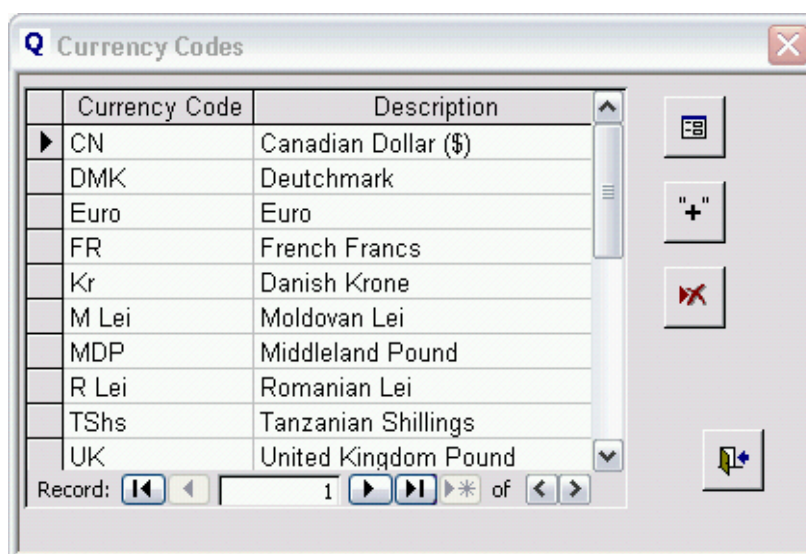 Q Currency Codes
Currency Code Description
CN Canadian Dollar ($)
DMK Deutchmark
Euro Euro
FR French Francs
Kr Danish Krone
M Lei Moldovan Lei
MDP Middleland Pound
R Lei Romanian Lei
TShs Tanzanian Shillings
UK United Kingdom Pound
Record: 1 of
"+"